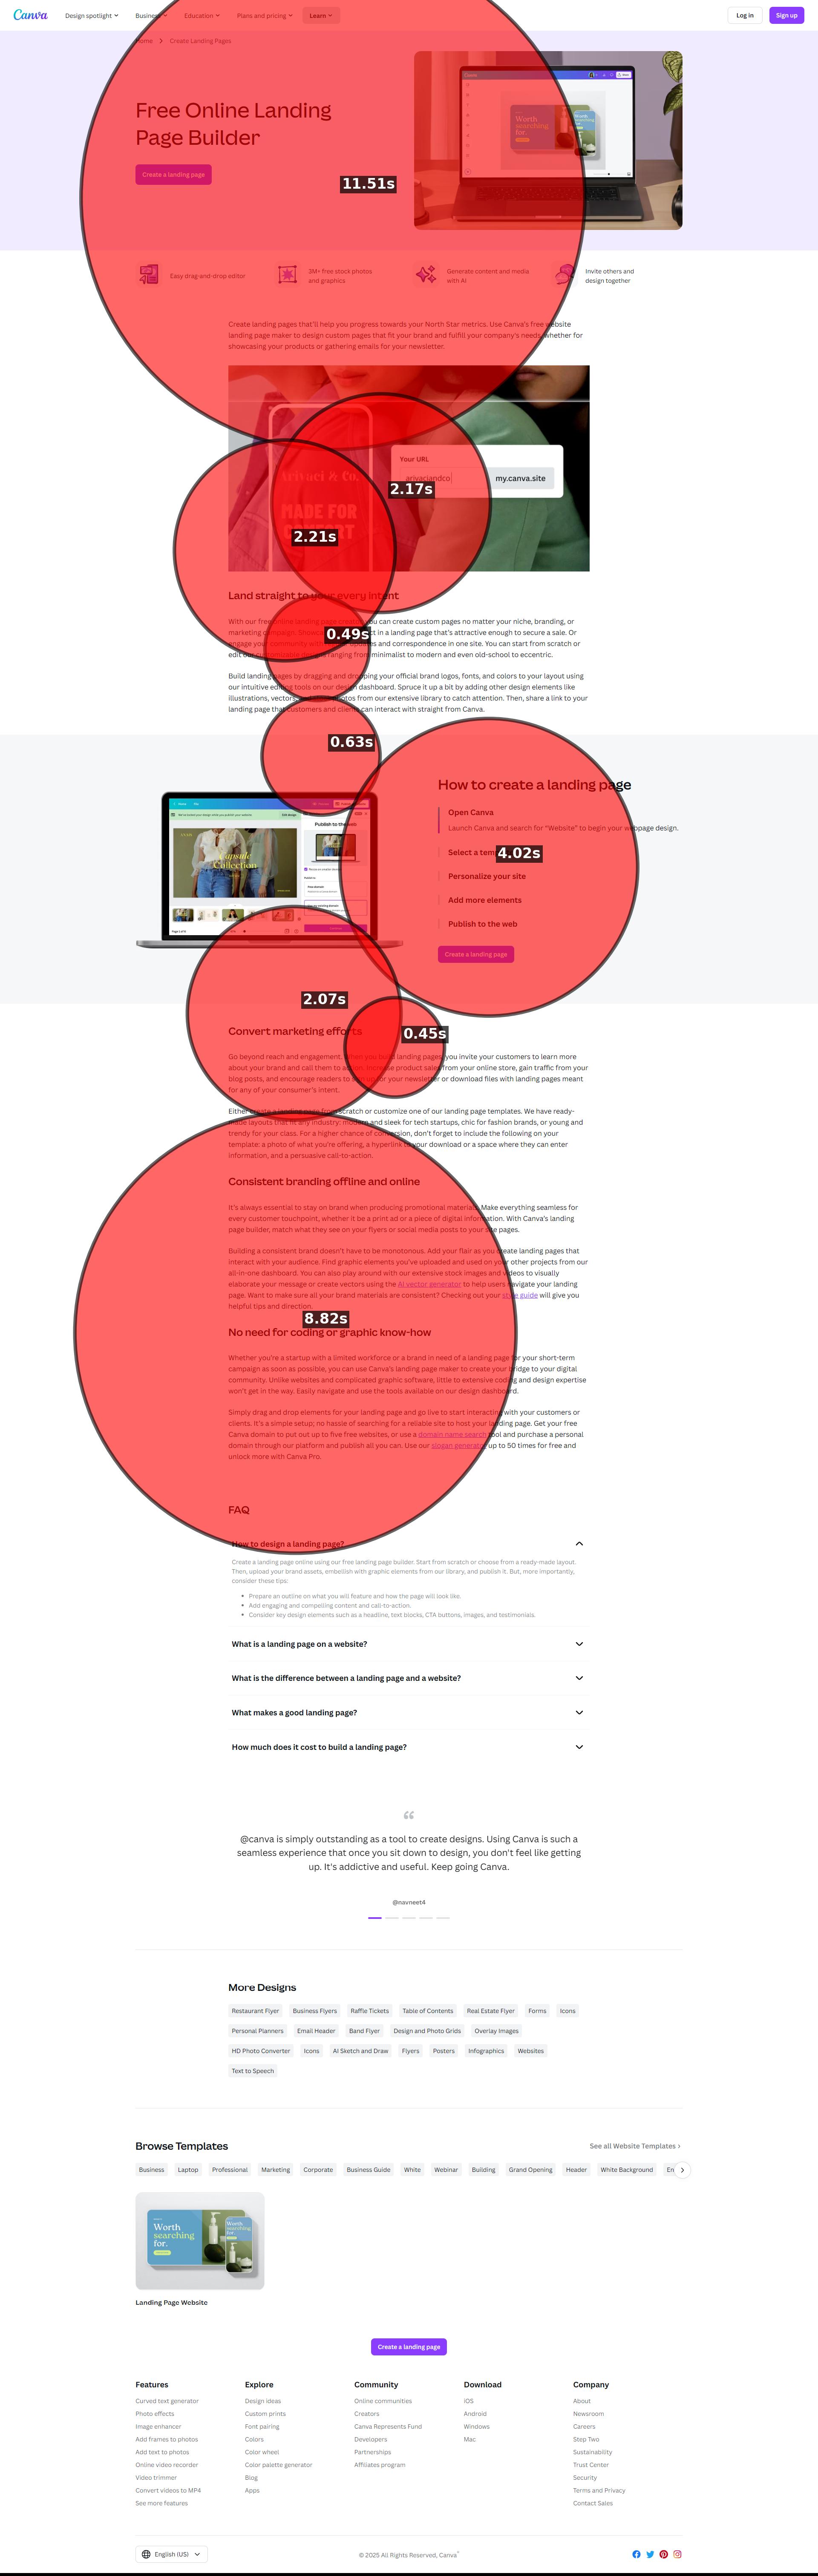 Canva
Design spotlight
Business
Education
Plans and pricing
Learn
Log in
Sign up
Home
Create Landing Pages
Free Online Landing
Page Builder
Create a landing page
Worth
searching
for.
11.51s
Easy drag-and-drop editor
3M+ free stock photos
and graphics
Generate content and media
with AI
Invite others and
design together
Create landing pages that'll help you progress towards your North Star metrics. Use Canva's free website
landing page maker to design custom pages that fit your brand and fulfill your company's needs, whether for
showcasing your products or gathering emails for your newsletter.
Arivaci & Co.
MADE FOR
COMFORT
Your URL
arivaciandco
my.canva.site
2.17s
2.21s
Land straight to your every intent
With our free online landing page creator, you can create custom pages no matter your niche, branding, or
marketing campaign. Showcase product in a landing page that's attractive enough to secure a sale. Or
engage your community with updates and correspondence in one site. You can start from scratch or
edit our customizable designs ranging from minimalist to modern and even old-school to eccentric.
0.49s
Build landing pages by dragging and dropping your official brand logos, fonts, and colors to your layout using
our intuitive editing tools on our design dashboard. Spruce it up a bit by adding other design elements like
illustrations, vectors, and photos from our extensive library to catch attention. Then, share a link to your
landing page that customers and clients can interact with straight from Canva.
0.63s
Publish to the web
Capsule
Collection
How to create a landing page
Open Canva
Launch Canva and search for "Website" to begin your webpage design.
Select a
4.02s
Personalize your site
Add more elements
Publish to the web
Create a landing page
2.07s
0.45s
Convert marketing efforts
Go beyond reach and engagement. When you build landing pages, you invite your customers to learn more
about your brand and call them to action. Increase product sales from your online store, gain traffic from your
blog posts, and encourage readers to sign up for your newsletter or download files with landing pages meant
for any of your consumer's intent.
Either create a landing page from scratch or customize one of our landing page templates. We have ready-
made layouts that fit any industry: modern and sleek for tech startups, chic for fashion brands, or young and
trendy for your class. For a higher chance of conversion, don't forget to include the following on your
template: a photo of what you're offering, a hyperlink to your download or a space where they can enter
information, and a persuasive call-to-action.
Consistent branding offline and online
It's always essential to stay on brand when producing promotional materials. Make everything seamless for
every customer touchpoint, whether it be a print ad or a piece of digital information. With Canva's landing
page builder, match what they see on your flyers or social media posts to your site pages.
Building a consistent brand doesn't have to be monotonous. Add your flair as you create landing pages that
interact with your audience. Find graphic elements you've uploaded and used on your other projects from our
all-in-one dashboard. You can also play around with our extensive stock images and videos to visually
elaborate your message or create vectors using the AI vector generator to help users navigate your landing
page. Want to make sure all your brand materials are consistent? Checking out your style guide will give you
helpful tips and direction.
8.82s
No need for coding or graphic know-how
Whether you're a startup with a limited workforce or a brand in need of a landing page for your short-term
campaign as soon as possible, you can use Canva's landing page maker to create your bridge to your digital
community. Unlike websites and complicated graphic software, little to extensive coding and design expertise
won't get in the way. Easily navigate and use the tools available on our design dashboard.
Simply drag and drop elements for your landing page and go live to start interacting with your customers or
clients. It's a simple setup; no hassle of searching for a reliable site to host your landing page. Get your free
Canva domain to put out up to five free websites, or use a domain name search tool and purchase a personal
domain through our platform and publish all you can. Use our slogan generator up to 50 times for free and
unlock more with Canva Pro.
FAQ
How to design a landing page?
Create a landing page online using our free landing page builder. Start from scratch or choose from a ready-made layout.
Then, upload your brand assets, embellish with graphic elements from our library, and publish it. But, more importantly,
consider these tips:
• Prepare an outline on what you will feature and how the page will look like.
• Add engaging and compelling content and call-to-action.
• Consider key design elements such as a headline, text blocks, CTA buttons, images, and testimonials.
What is a landing page on a website?
What is the difference between a landing page and a website?
What makes a good landing page?
How much does it cost to build a landing page?
“
@canva is simply outstanding as a tool to create designs. Using Canva is such a
seamless experience that once you sit down to design, you don't feel like getting
up. It's addictive and useful. Keep going Canva.
@navneet4
More Designs
Restaurant Flyer
Business Flyers
Raffle Tickets
Table of Contents
Real Estate Flyer
Forms
Icons
Personal Planners
Email Header
Band Flyer
Design and Photo Grids
Overlay Images
HD Photo Converter
Icons
AI Sketch and Draw
Flyers
Posters
Infographics
Websites
Text to Speech
Browse Templates
See all Website Templates
Business
Laptop
Professional
Marketing
Corporate
Business Guide
White
Webinar
Building
Grand Opening
Header
White Background
En
Worth
searching
for.
Worth
searching
for.
Landing Page Website
Create a landing page
Features
Curved text generator
Photo effects
Image enhancer
Add frames to photos
Add text to photos
Online video recorder
Video trimmer
Convert videos to MP4
See more features
Explore
Design ideas
Custom prints
Font pairing
Colors
Color wheel
Color palette generator
Blog
Apps
Community
Online communities
Creators
Canva Represents Fund
Developers
Partnerships
Affiliates program
Download
iOS
Android
Windows
Mac
Company
About
Newsroom
Careers
Step Two
Sustainability
Trust Center
Security
Terms and Privacy
Contact Sales
English (US)
© 2025 All Rights Reserved, Canva®